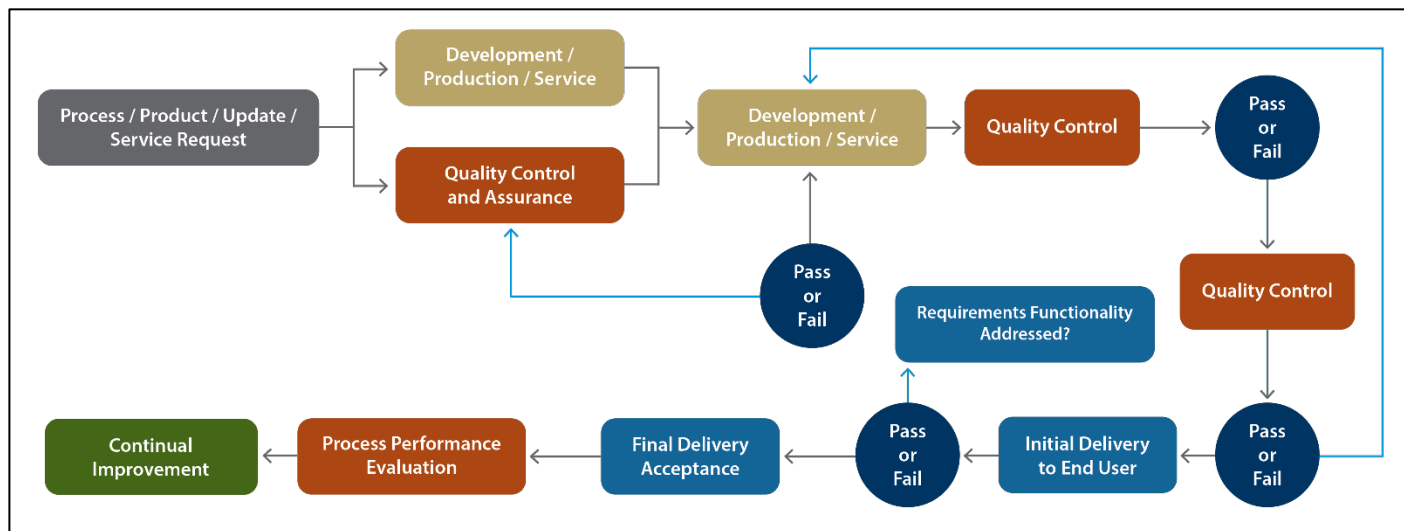 Process / Product / Update /
Service Request
Development /
Production / Service
Quality Control
and Assurance
Development /
Production / Service
Quality Control
Pass
or
Fail
Quality Control
Pass
or
Fail
Requirements Functionality
Addressed?
Continual
Improvement
Process Performance
Evaluation
Final Delivery
Acceptance
Pass
or
Fail
Initial Delivery
to End User
Pass
or
Fail